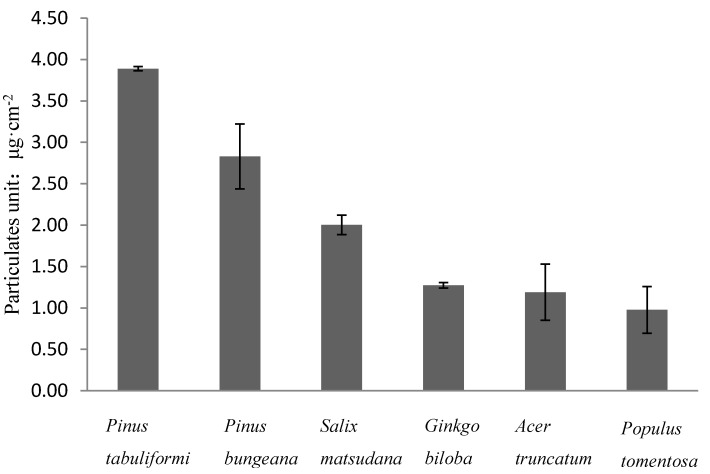 4.50
4.00
3.50
3.00
2.50
2.00
1.50
1.00
0.50
0.00
Particulates unit: μg·cm-2
Pinus tabuliformi
Pinus bungeana
Salix matsudana
Ginkgo biloba
Acer truncatum
Populus tomentosa